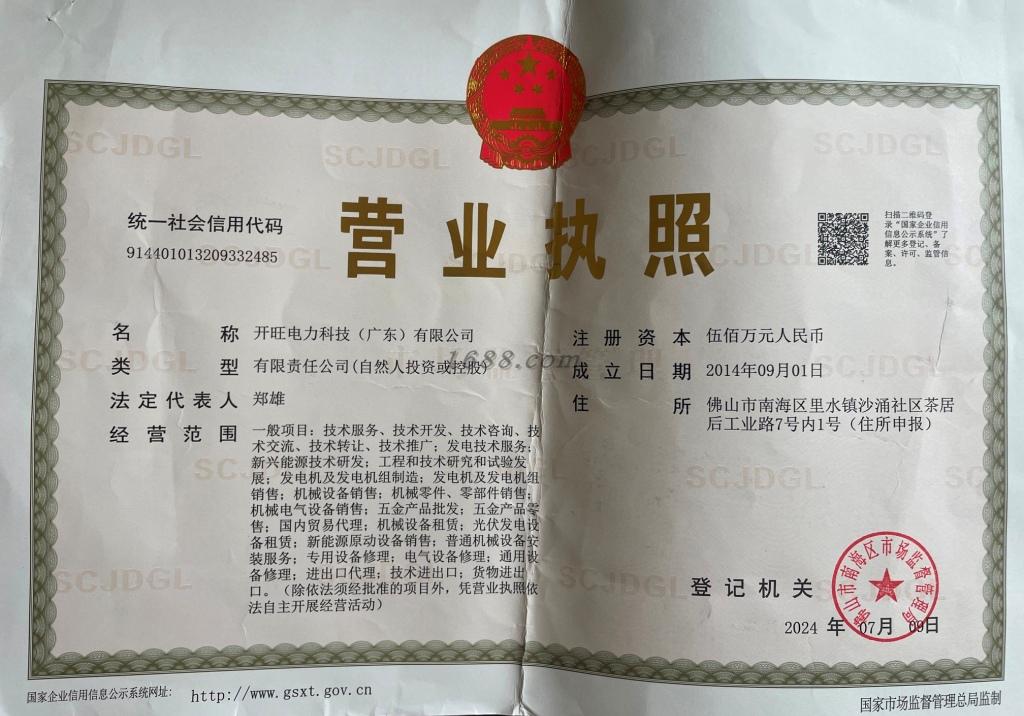 营业执照
统一社会信用代码
914401013209332485
扫描二维码登
录“国家企业信用
信息公示系统”了
解更多登记、备
案、许可、监管信
息。
名称 开旺电力科技（广东）有限公司
类型 有限责任公司(自然人投资或控股)
法定代表人 郑雄
经营范围 一般项目：技术服务、技术开发、技术咨询、技
术交流、技术转让、技术推广；发电技术服务；
新兴能源技术研发；工程和技术研究和试验发
展；发电机及发电机组制造；发电机及发电机组
销售；机械设备销售；机械零件、零部件销售；
机械电气设备销售；五金产品批发；五金产品零
售；国内贸易代理；机械设备租赁；光伏发电设
备租赁；新能源原动设备销售；普通机械设备安
装服务；专用设备修理；电气设备修理；通用设
备修理；进出口代理；技术进出口；货物进出
口。（除依法须经批准的项目外，凭营业执照依
法自主开展经营活动）
注册资本 伍佰万元人民币
成立日期 2014年09月01日
住所 佛山市南海区里水镇沙涌社区茶居
后工业路7号内1号（住所申报）
1688.com
登记机关
佛山市南海区市场监督管理局
2024 年 07月 09日
国家企业信用信息公示系统网址： http://www.gsxt.gov.cn
国家市场监督管理总局监制
SCJDGL
SCJDGL
SCJDGL
SCJDGL